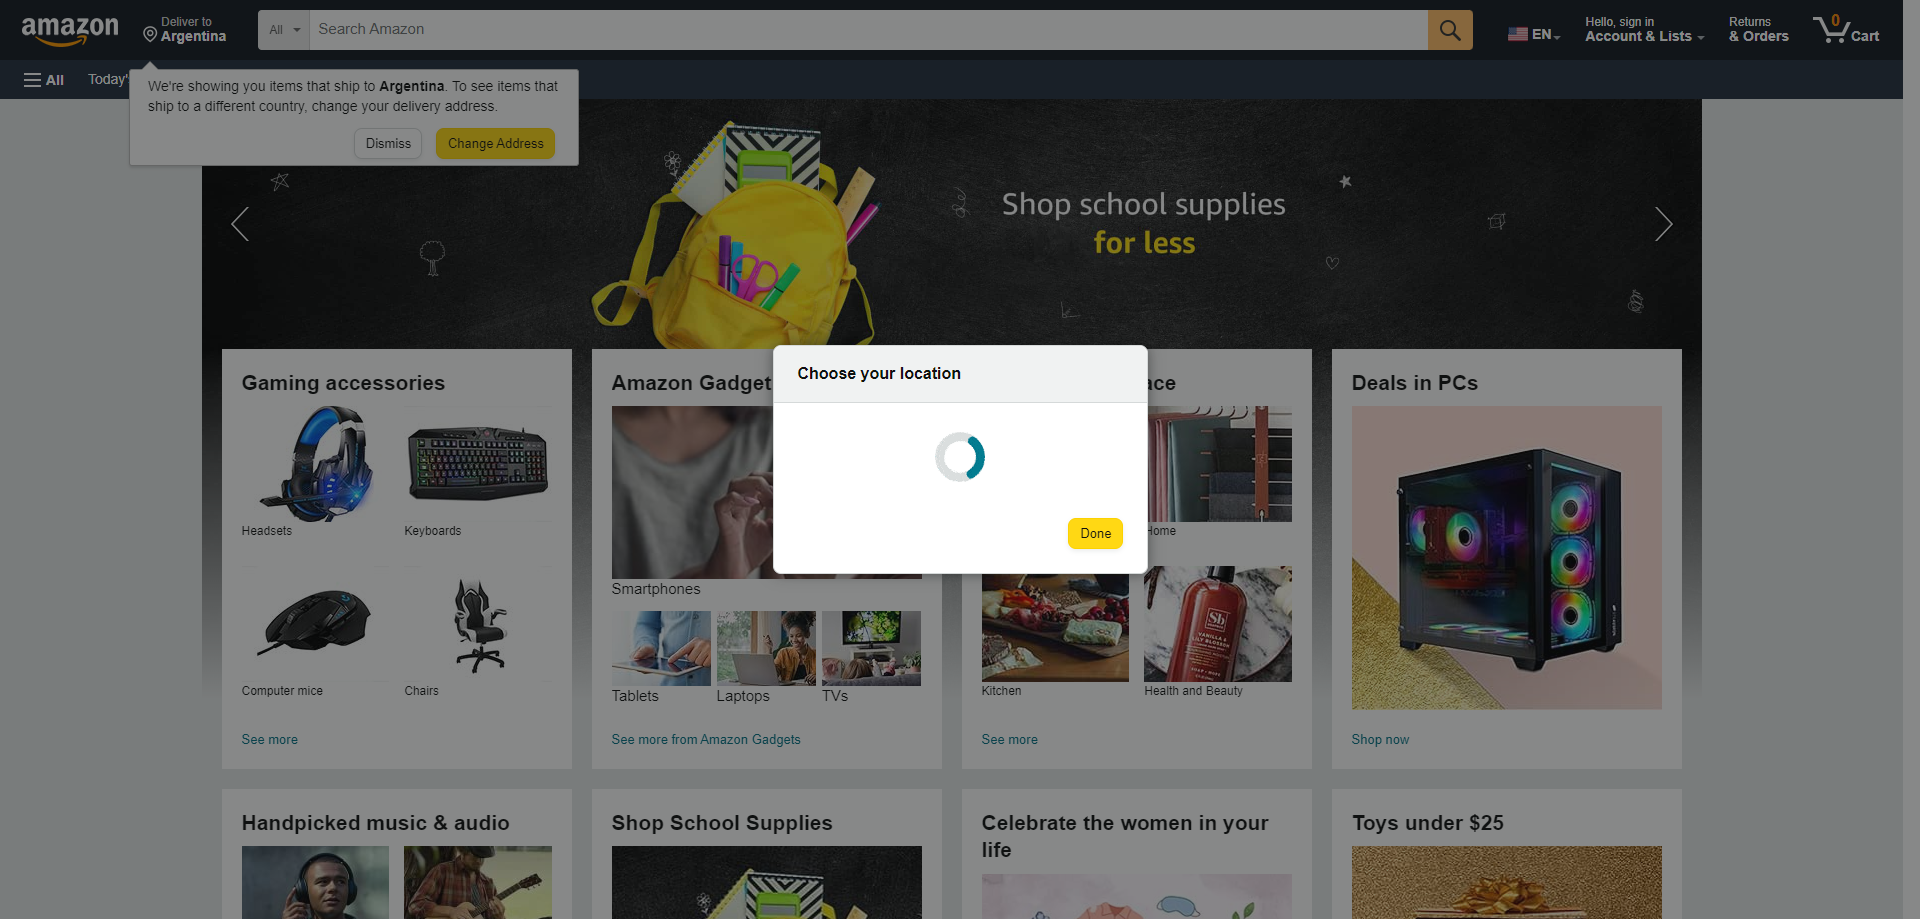 amazon
Deliver to
Argentina
All
Search Amazon
EN
Hello, sign in
Account & Lists
Returns
& Orders
0
Cart
All
Today's
We're showing you items that ship to Argentina. To see items that
ship to a different country, change your delivery address.
Dismiss
Change Address
Shop school supplies
for less
Choose your location
Done
Gaming accessories
Headsets
Keyboards
Computer mice
Chairs
See more
Amazon Gadget
Smartphones
Tablets
Laptops
TVs
See more from Amazon Gadgets
ace
Home
Kitchen
Sb
VANILLA &
LILY BLOSSOM
Health and Beauty
See more
Deals in PCs
Shop now
Handpicked music & audio
Shop School Supplies
Celebrate the women in your
life
Toys under $25